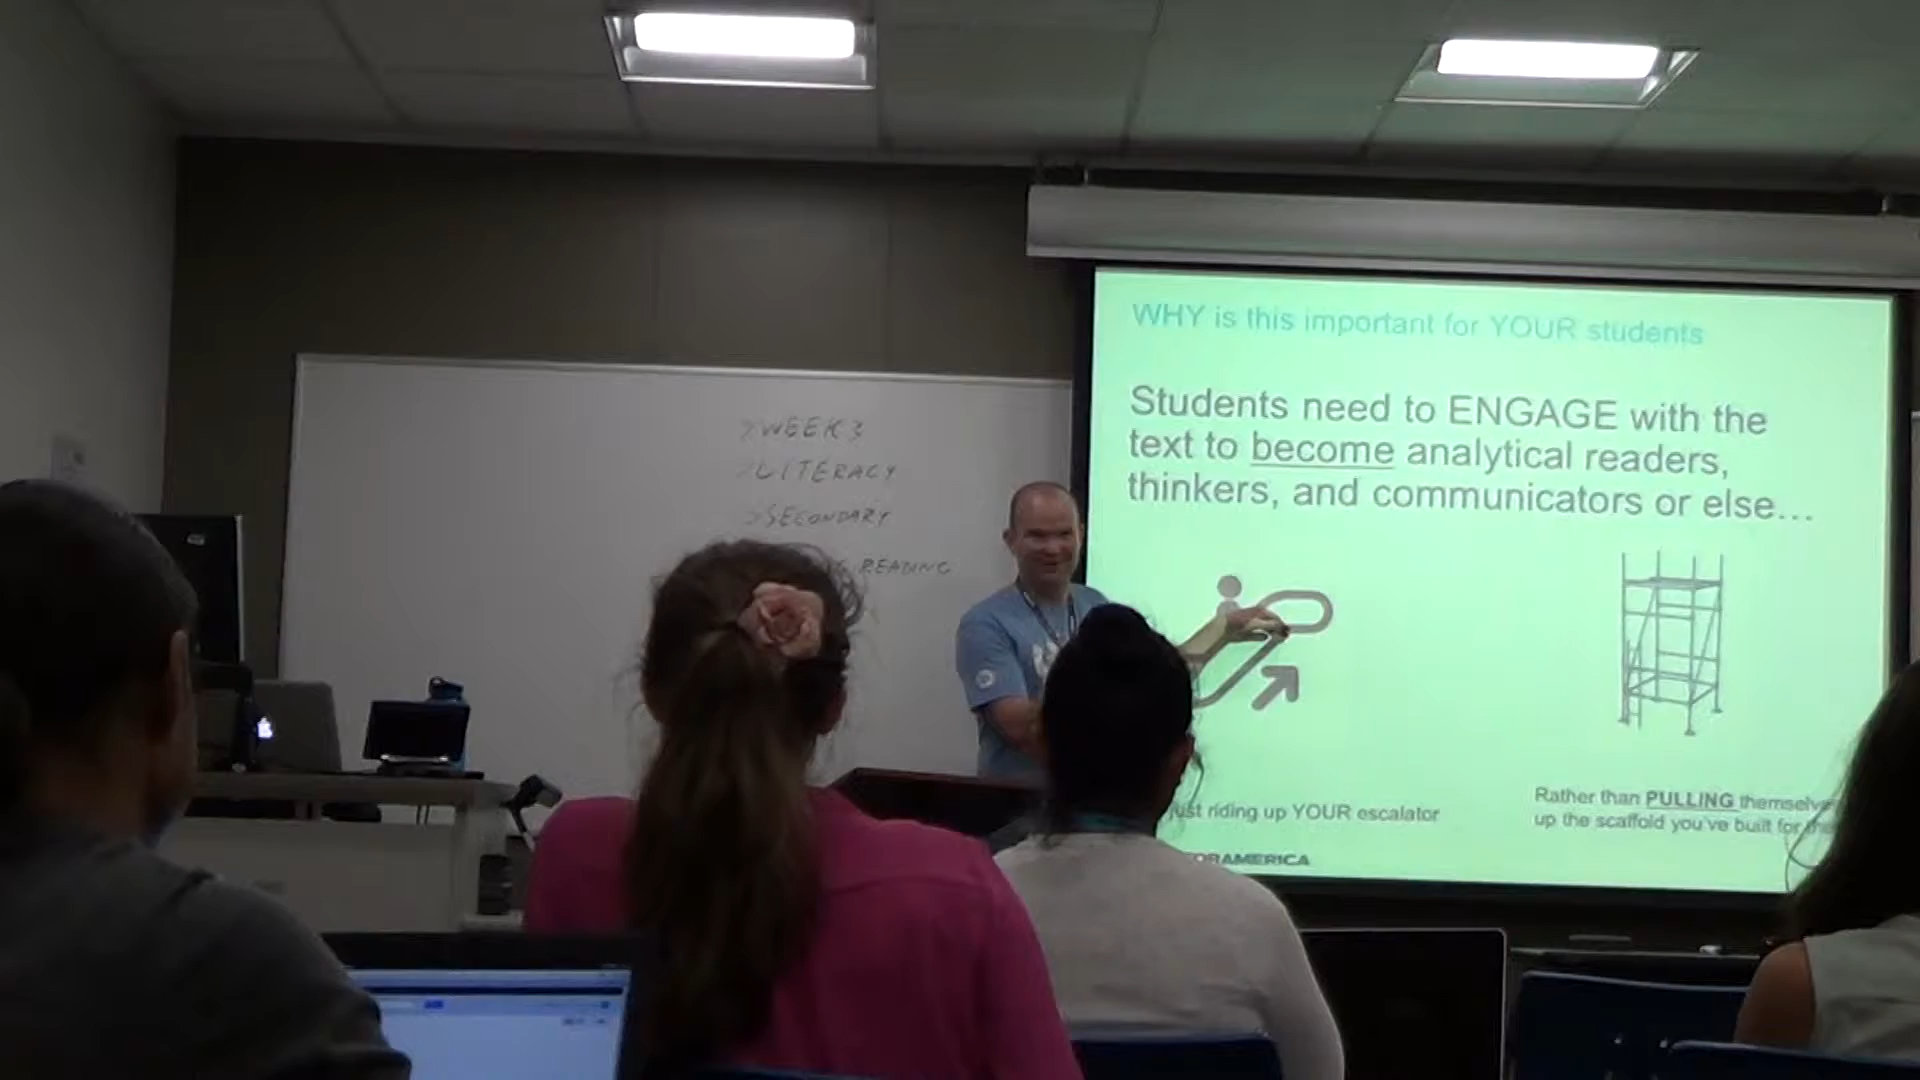 >WEEK 3
>LITERACY
>SECONDARY
READING
WHY is this important for YOUR students
Students need to ENGAGE with the
text to become analytical readers,
thinkers, and communicators or else...
just riding up YOUR escalator
Rather than PULLING
up the scaffold you've built for